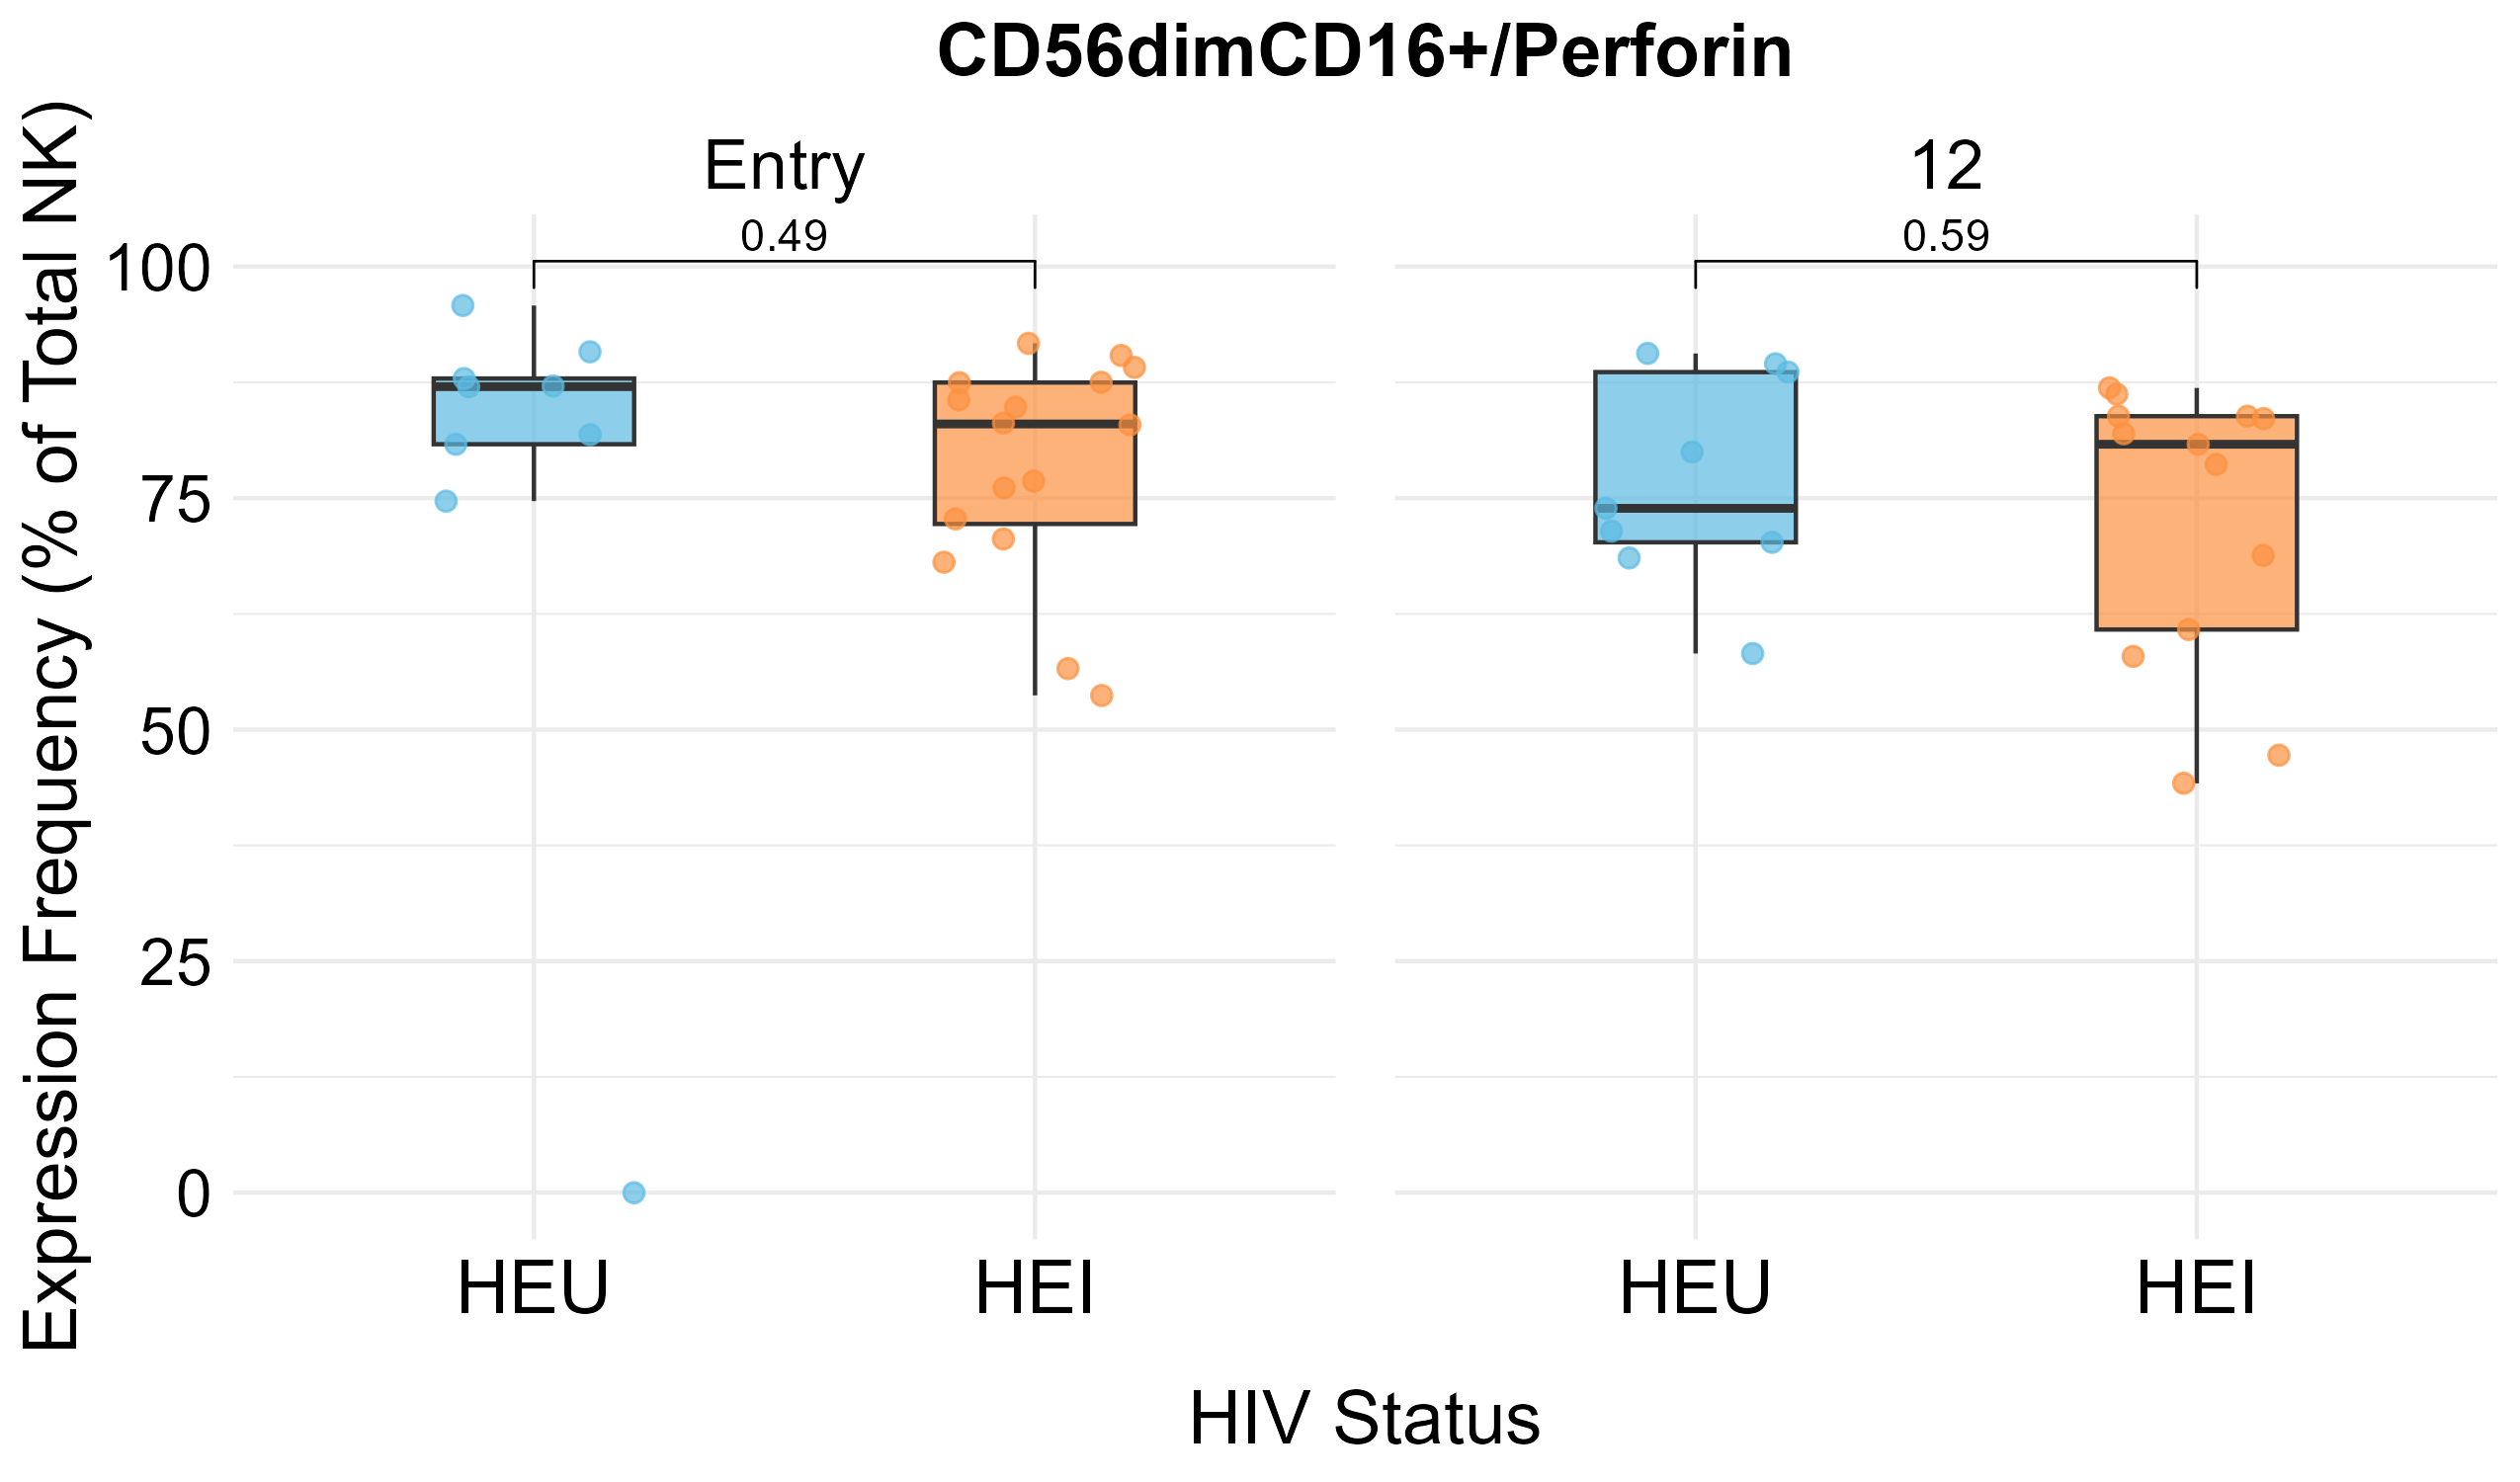 CD56dimCD16+/Perforin
Expression Frequency (% of Total NK)
Entry
12
0.49
0.59
100
75
50
25
0
HEU
HEI
HEU
HEI
HIV Status